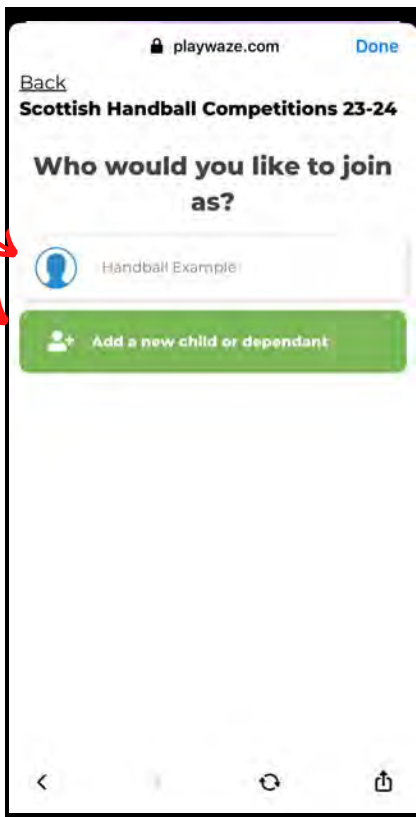 playwaze.com
Done
Back
Scottish Handball Competitions 23-24
Who would you like to join
as?
Handball Example
Add a new child or dependant